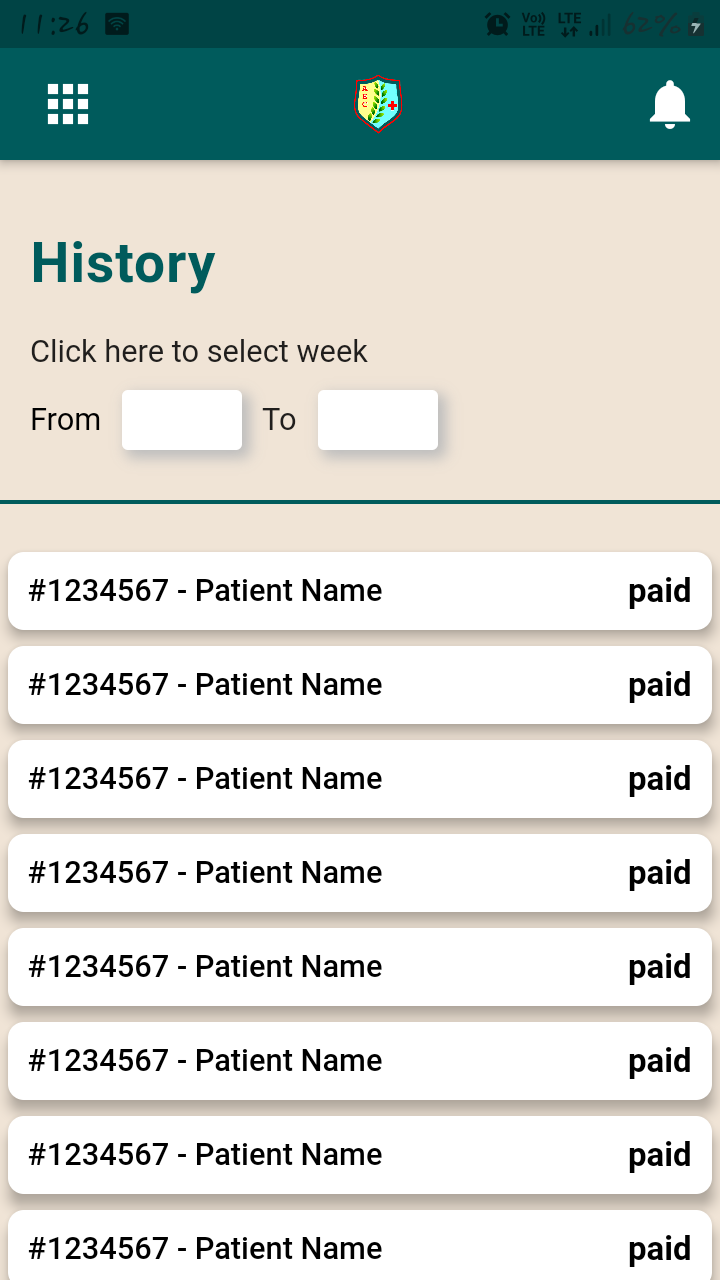 11:26 Vo)) LTE LTE 62%
History
Click here to select week
From To
#1234567 - Patient Name paid
#1234567 - Patient Name paid
#1234567 - Patient Name paid
#1234567 - Patient Name paid
#1234567 - Patient Name paid
#1234567 - Patient Name paid
#1234567 - Patient Name paid
#1234567 - Patient Name paid